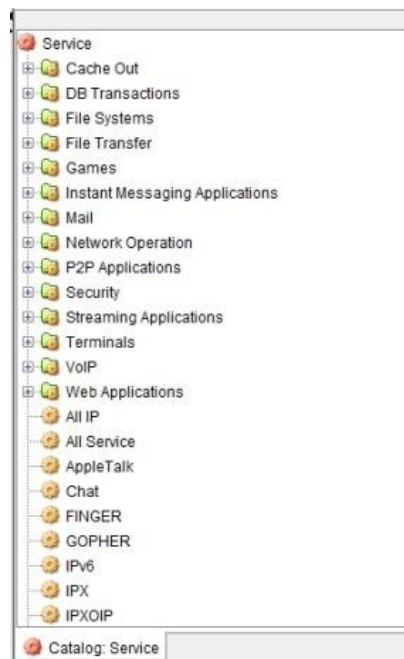 Service
Cache Out
DB Transactions
File Systems
File Transfer
Games
Instant Messaging Applications
Mail
Network Operation
P2P Applications
Security
Streaming Applications
Terminals
VoIP
Web Applications
All IP
All Service
AppleTalk
Chat
FINGER
GOPHER
IPv6
IPX
IPXOIP
Catalog: Service